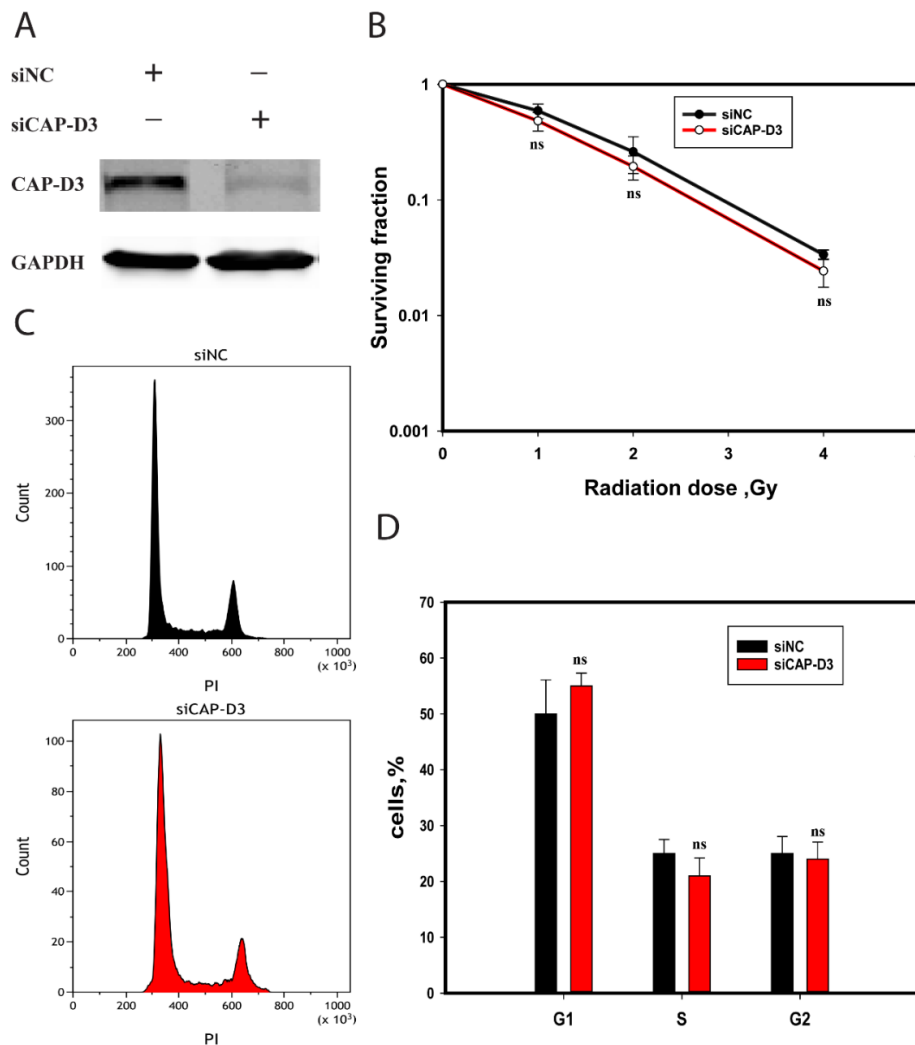 A
siNC + −
siCAP-D3 − +
CAP-D3
GAPDH
B
1
0.1
0.01
0.001
Surviving fraction
siNC
siCAP-D3
ns
ns
ns
0 1 2 3 4
Radiation dose ,Gy
C
siNC
300
200
100
0
Count
0 200 400 600 800 1000
(x 10³)
PI
siCAP-D3
100
80
60
40
20
0
Count
0 200 400 600 800 1000
(x 10³)
PI
D
70
60
50
40
30
20
10
0
cells,%
siNC
siCAP-D3
ns
ns
ns
G1 S G2